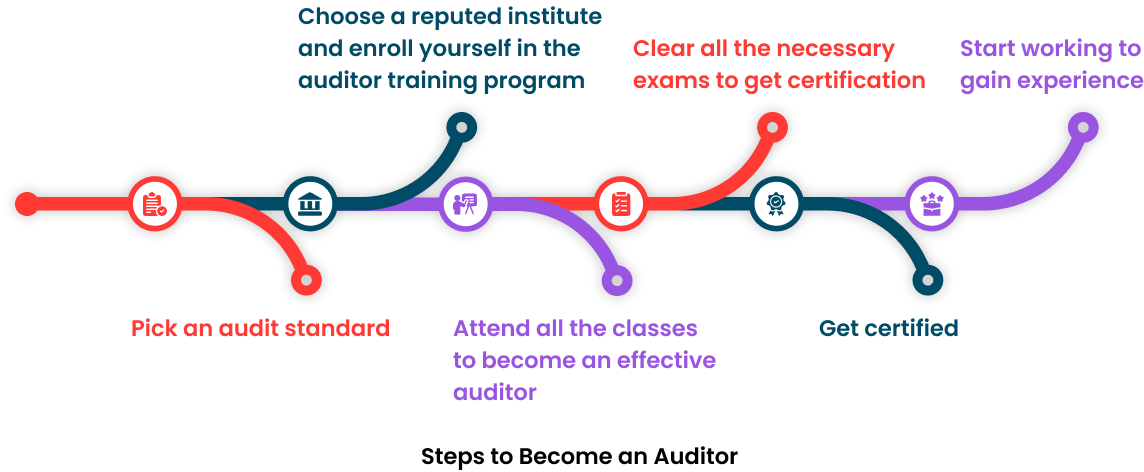 Choose a reputed institute
and enroll yourself in the
auditor training program
Clear all the necessary
exams to get certification
Start working to
gain experience
Pick an audit standard
Attend all the classes
to become an effective
auditor
Get certified
Steps to Become an Auditor